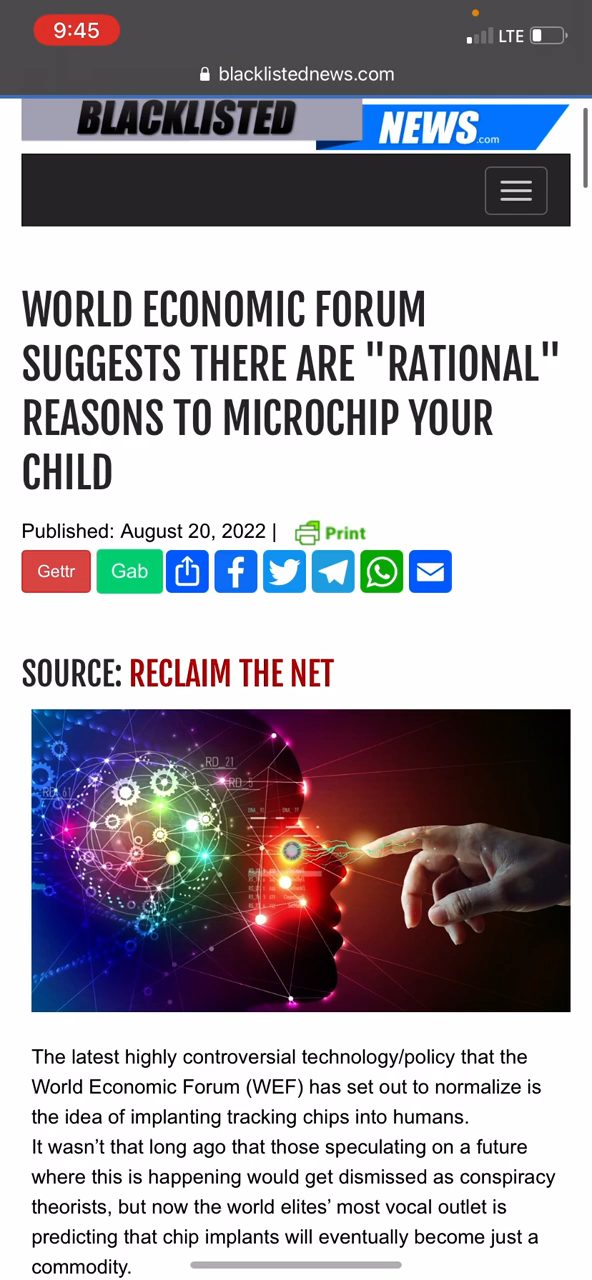 9:45
LTE
blacklistednews.com
BLACKLISTED
NEWS.com
WORLD ECONOMIC FORUM
SUGGESTS THERE ARE "RATIONAL"
REASONS TO MICROCHIP YOUR
CHILD
Published: August 20, 2022 | Print
Gettr Gab
SOURCE: RECLAIM THE NET
RD_21
RD_5
RD_61
The latest highly controversial technology/policy that the
World Economic Forum (WEF) has set out to normalize is
the idea of implanting tracking chips into humans.
It wasn’t that long ago that those speculating on a future
where this is happening would get dismissed as conspiracy
theorists, but now the world elites’ most vocal outlet is
predicting that chip implants will eventually become just a
commodity.